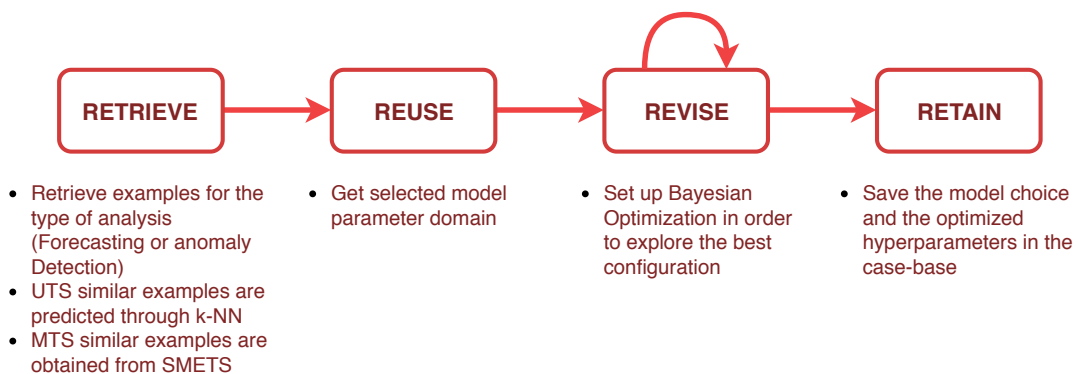 RETRIEVE
REUSE
REVISE
RETAIN
• Retrieve examples for the
type of analysis
(Forecasting or anomaly
Detection)
• UTS similar examples are
predicted through k-NN
• MTS similar examples are
obtained from SMETS
• Get selected model
parameter domain
• Set up Bayesian
Optimization in order
to explore the best
configuration
• Save the model choice
and the optimized
hyperparameters in the
case-base